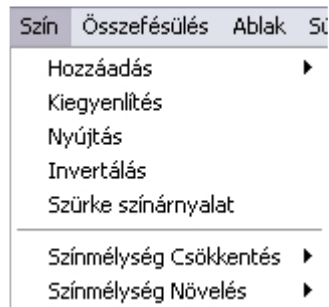 Szín Összefésülés Ablak
Hozzáadás
Kiegyenlítés
Nyújtás
Invertálás
Szürke színárnyalat
Színmélység Csökkentés
Színmélység Növelés